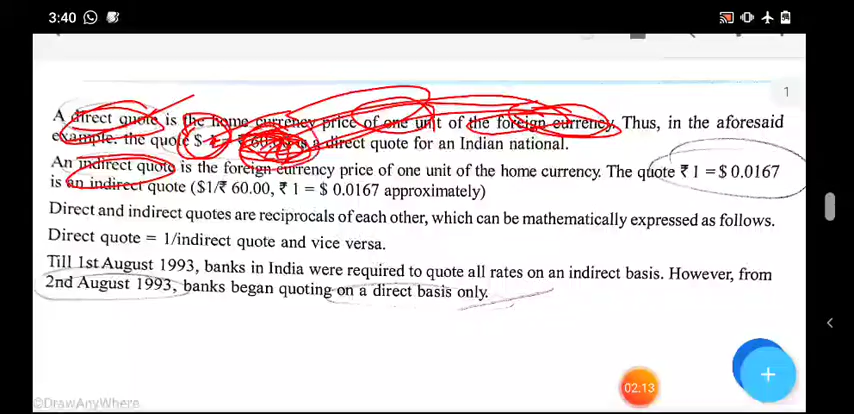 3:40
1
A direct quote is the home currency price of one unit of the foreign currency. Thus, in the aforesaid
example. the quote $ 1 = ₹ 60.00 is a direct quote for an Indian national.
An indirect quote is the foreign currency price of one unit of the home currency. The quote ₹ 1 = $ 0.0167
is an indirect quote ($1/₹ 60.00, ₹ 1 = $ 0.0167 approximately)
Direct and indirect quotes are reciprocals of each other, which can be mathematically expressed as follows.
Direct quote = 1/indirect quote and vice versa.
Till 1st August 1993, banks in India were required to quote all rates on an indirect basis. However, from
2nd August 1993, banks began quoting on a direct basis only.
02:13
+
©DrawAnyWhere